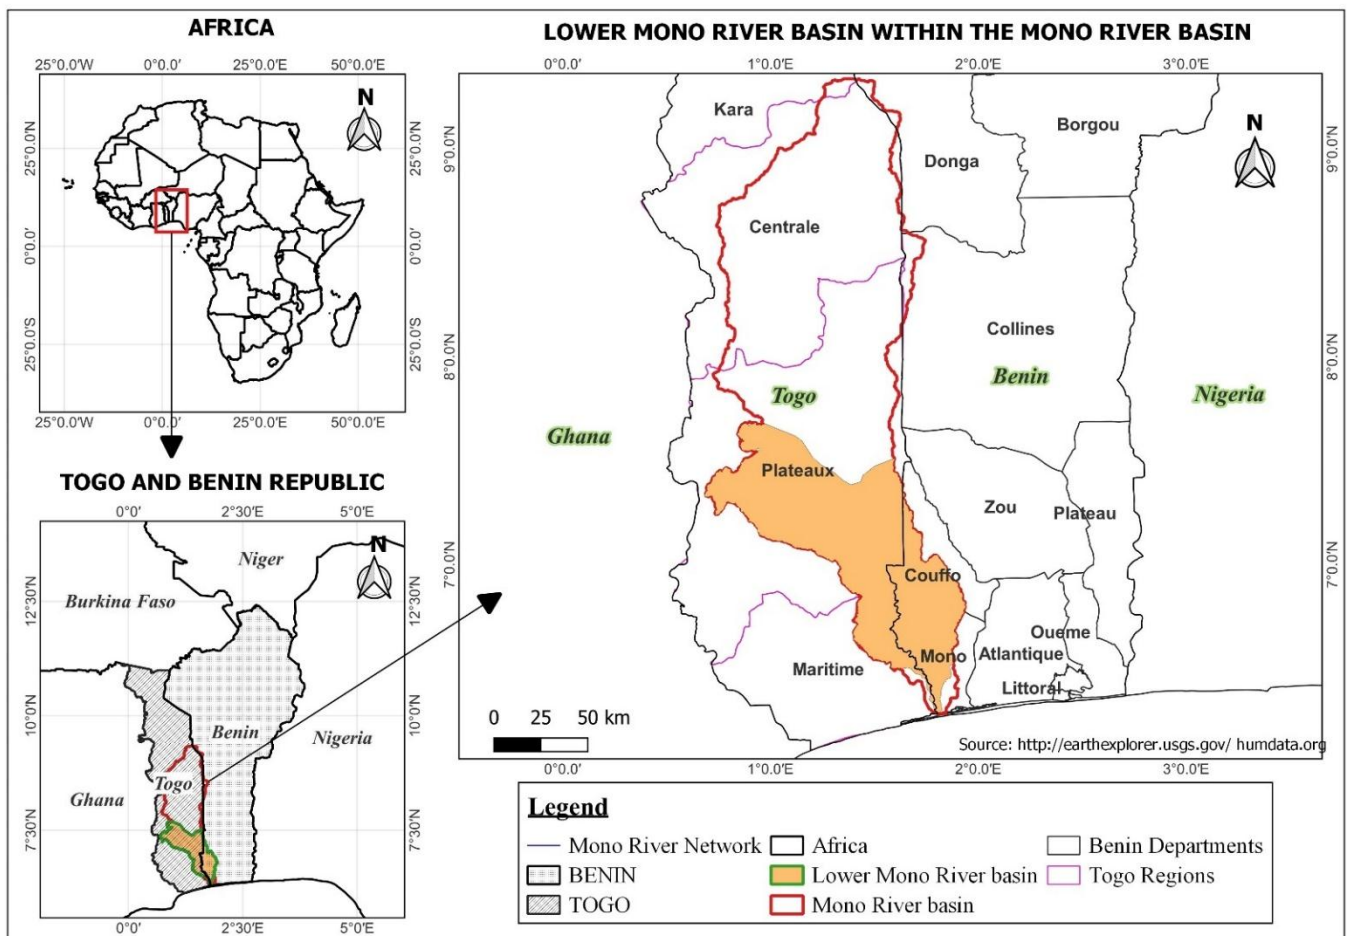 AFRICA
25°0.0'W 0°0.0' 25°0.0'E 50°0.0'E
N
25°0.0'N 25°0.0'N
0°0.0' 0°0.0'
25°0.0'S 25°0.0'S
25°0.0'W 0°0.0' 25°0.0'E 50°0.0'E
TOGO AND BENIN REPUBLIC
0°0' 2°30'E 5°0'E
N
Niger
Burkina Faso
12°30'N 12°30'N
10°0'N 10°0'N
Benin
Nigeria
Togo
Ghana
7°30'N 7°30'N
0°0' 2°30'E 5°0'E
LOWER MONO RIVER BASIN WITHIN THE MONO RIVER BASIN
0°0.0' 1°0.0'E 2°0.0'E 3°0.0'E
Kara
Borgou
N
9°0.0'N 9°0.0'N
Donga
Centrale
Collines
8°0.0'N 8°0.0'N
Benin
Togo
Nigeria
Ghana
Plateaux
Zou
Plateau
7°0.0'N 7°0.0'N
Couffo
Oueme
Mono
Atlantique
Maritime
Littoral
0 25 50 km
Source: http://earthexplorer.usgs.gov/ humdata.org
0°0.0' 1°0.0'E 2°0.0'E 3°0.0'E
Legend
Mono River Network
BENIN
TOGO
Africa
Lower Mono River basin
Mono River basin
Benin Departments
Togo Regions